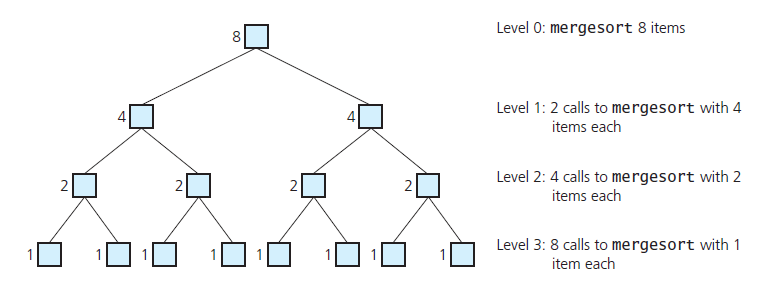 8
Level 0: mergesort 8 items
4
4
Level 1: 2 calls to mergesort with 4
items each
2
2
2
2
Level 2: 4 calls to mergesort with 2
items each
1
1
1
1
1
1
1
1
Level 3: 8 calls to mergesort with 1
item each